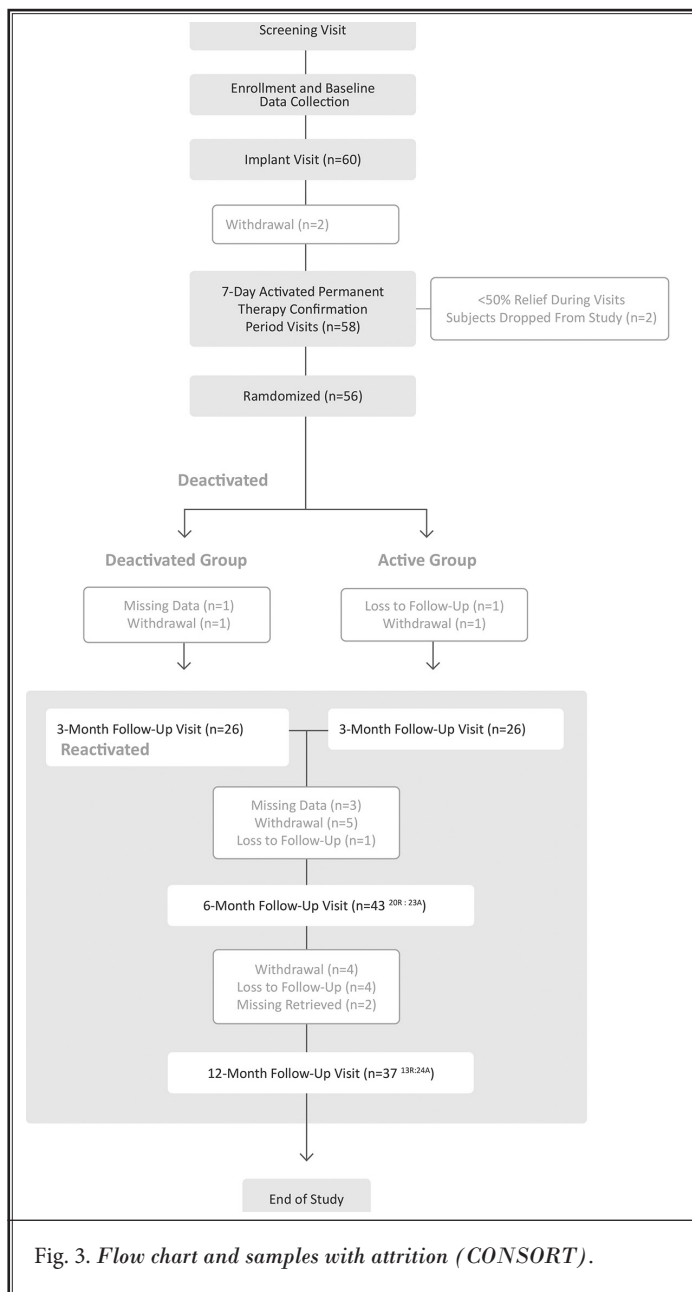 Screening Visit
Enrollment and Baseline
Data Collection
Implant Visit (n=60)
Withdrawal (n=2)
7-Day Activated Permanent
Therapy Confirmation
Period Visits (n=58)
<50% Relief During Visits
Subjects Dropped From Study (n=2)
Ramdomized (n=56)
Deactivated
Deactivated Group
Active Group
Missing Data (n=1)
Withdrawal (n=1)
Loss to Follow-Up (n=1)
Withdrawal (n=1)
3-Month Follow-Up Visit (n=26)
Reactivated
3-Month Follow-Up Visit (n=26)
Missing Data (n=3)
Withdrawal (n=5)
Loss to Follow-Up (n=1)
6-Month Follow-Up Visit (n=43 20R : 23A)
Withdrawal (n=4)
Loss to Follow-Up (n=4)
Missing Retrieved (n=2)
12-Month Follow-Up Visit (n=37 13R:24A)
End of Study
Fig. 3. Flow chart and samples with attrition (CONSORT).